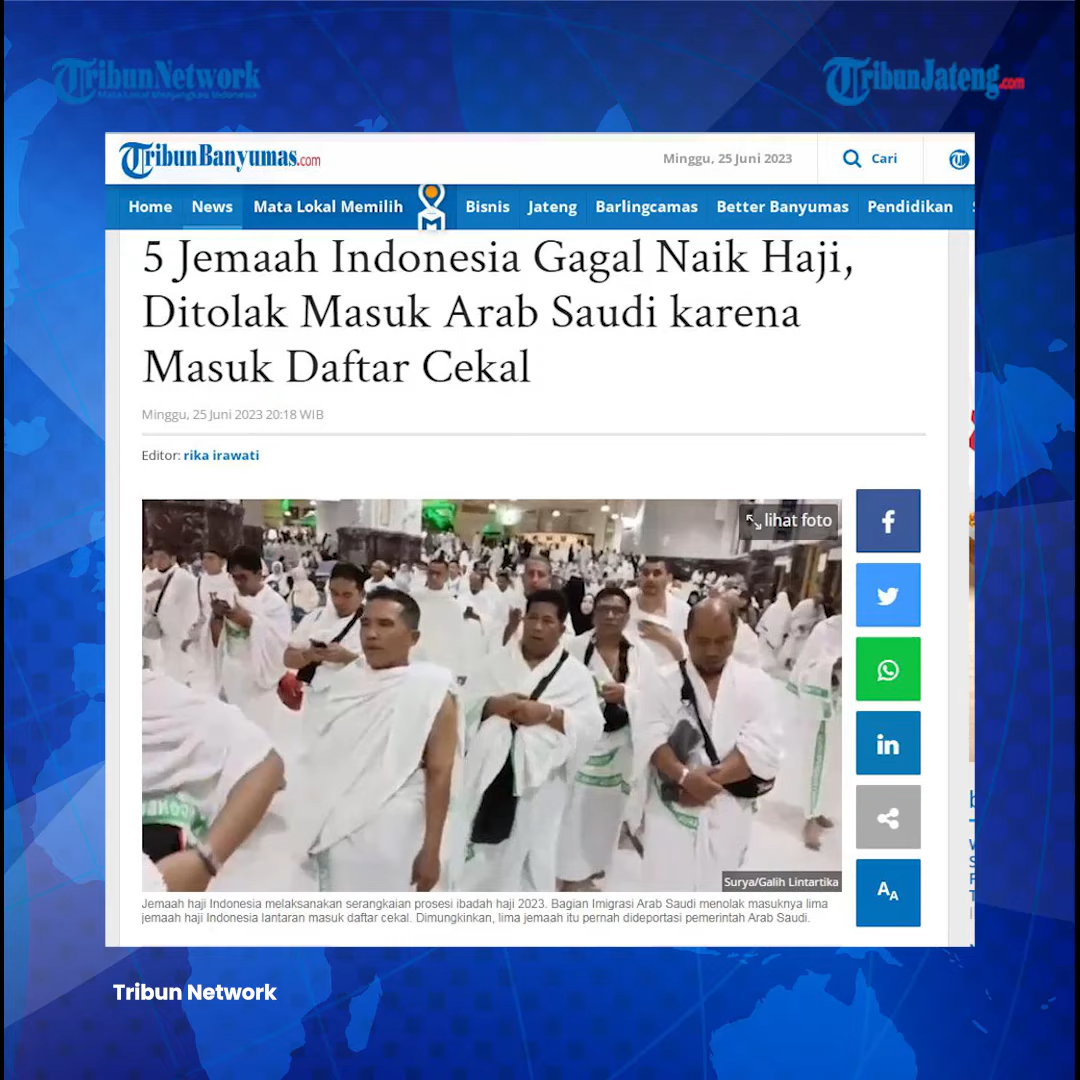 TribunNetwork
TribunJateng.com
TribunBanyumas.com
Minggu, 25 Juni 2023
Cari
Home News Mata Lokal Memilih M Bisnis Jateng Barlingcamas Better Banyumas Pendidikan
5 Jemaah Indonesia Gagal Naik Haji,
Ditolak Masuk Arab Saudi karena
Masuk Daftar Cekal
Minggu, 25 Juni 2023 20:18 WIB
Editor: rika irawati
lihat foto
Surya/Galih Lintartika
Jemaah haji Indonesia melaksanakan serangkaian prosesi ibadah haji 2023. Bagian Imigrasi Arab Saudi menolak masuknya lima
jemaah haji Indonesia lantaran masuk daftar cekal. Dimungkinkan, lima jemaah itu pernah dideportasi pemerintah Arab Saudi.
Tribun Network